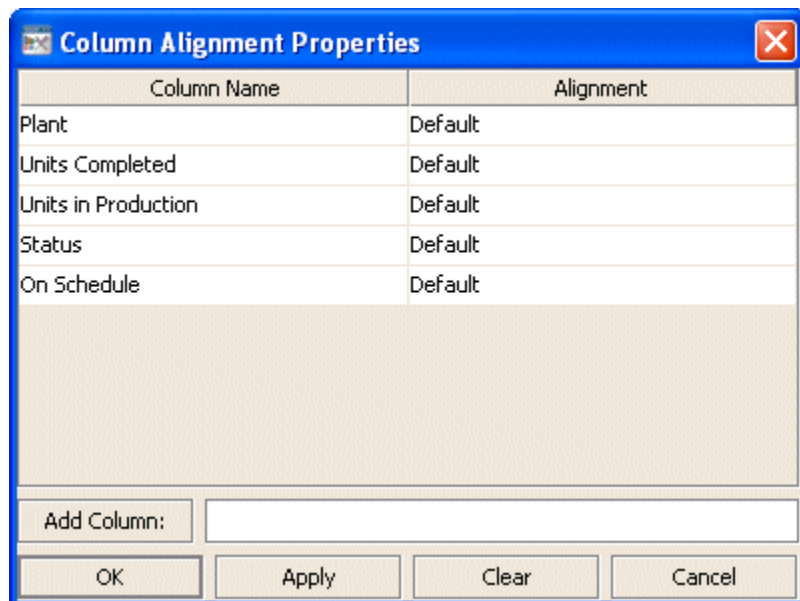 Column Alignment Properties
Column Name Alignment
Plant Default
Units Completed Default
Units in Production Default
Status Default
On Schedule Default
Add Column:
OK Apply Clear Cancel